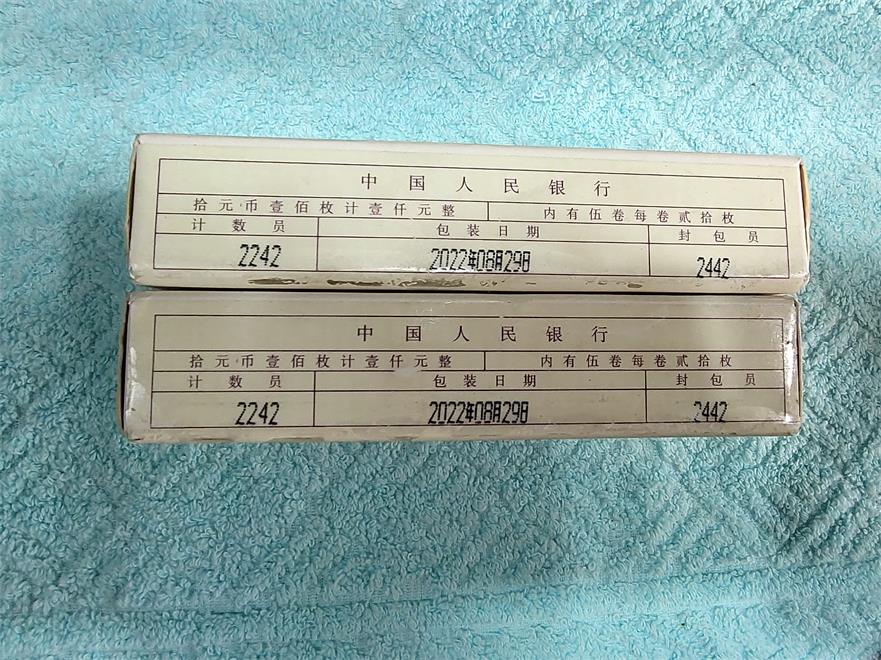 中国人民银行
拾元币壹佰枚计壹仟元整 内有伍卷每卷贰拾枚
计数员 包装日期 封包员
2242 2022年08月29日 2442
中国人民银行
拾元币壹佰枚计壹仟元整 内有伍卷每卷贰拾枚
计数员 包装日期 封包员
2242 2022年08月29日 2442